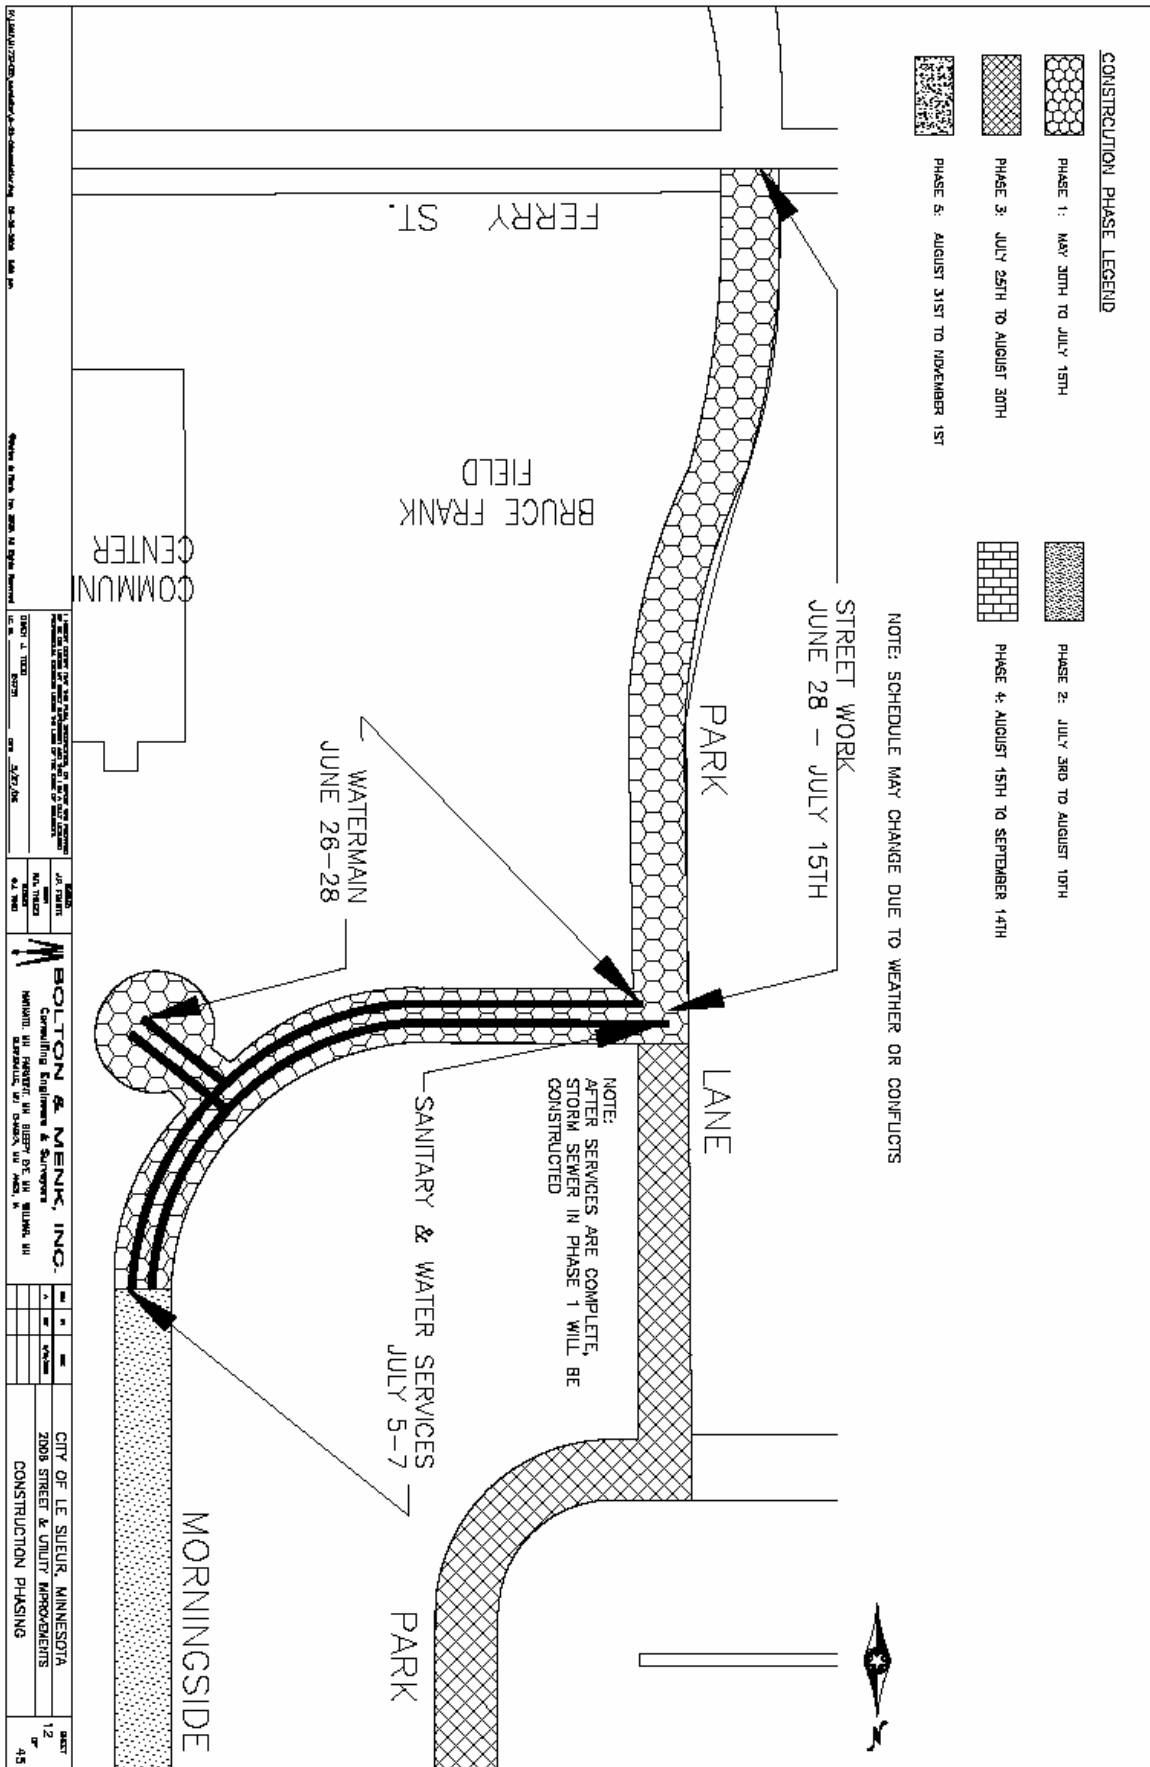 CONSTRCUTION PHASE LEGEND
PHASE 1: MAY 30TH TO JULY 15TH
PHASE 2: JULY 3RD TO AUGUST 10TH
PHASE 3: JULY 25TH TO AUGUST 30TH
PHASE 4: AUGUST 15TH TO SEPTEMBER 14TH
PHASE 5: AUGUST 31ST TO NOVEMBER 1ST
NOTE: SCHEDULE MAY CHANGE DUE TO WEATHER OR CONFLICTS
STREET WORK
JUNE 28 - JULY 15TH
PARK
LANE
FERRY ST.
BRUCE FRANK
FIELD
NOTE:
AFTER SERVICES ARE COMPLETE,
STORM SEWER IN PHASE 1 WILL BE
CONSTRUCTED
WATERMAIN
JUNE 26-28
SANITARY & WATER SERVICES
JULY 5-7
PARK
COMMUNI
CENTER
MORNINGSIDE
N
BOLTON & MENK, INC.
Consulting Engineers & Surveyors
CITY OF LE SUEUR, MINNESOTA
STREET & UTILITY IMPROVEMENTS
CONSTRUCTION PHASING
SHEET
12
OF
45